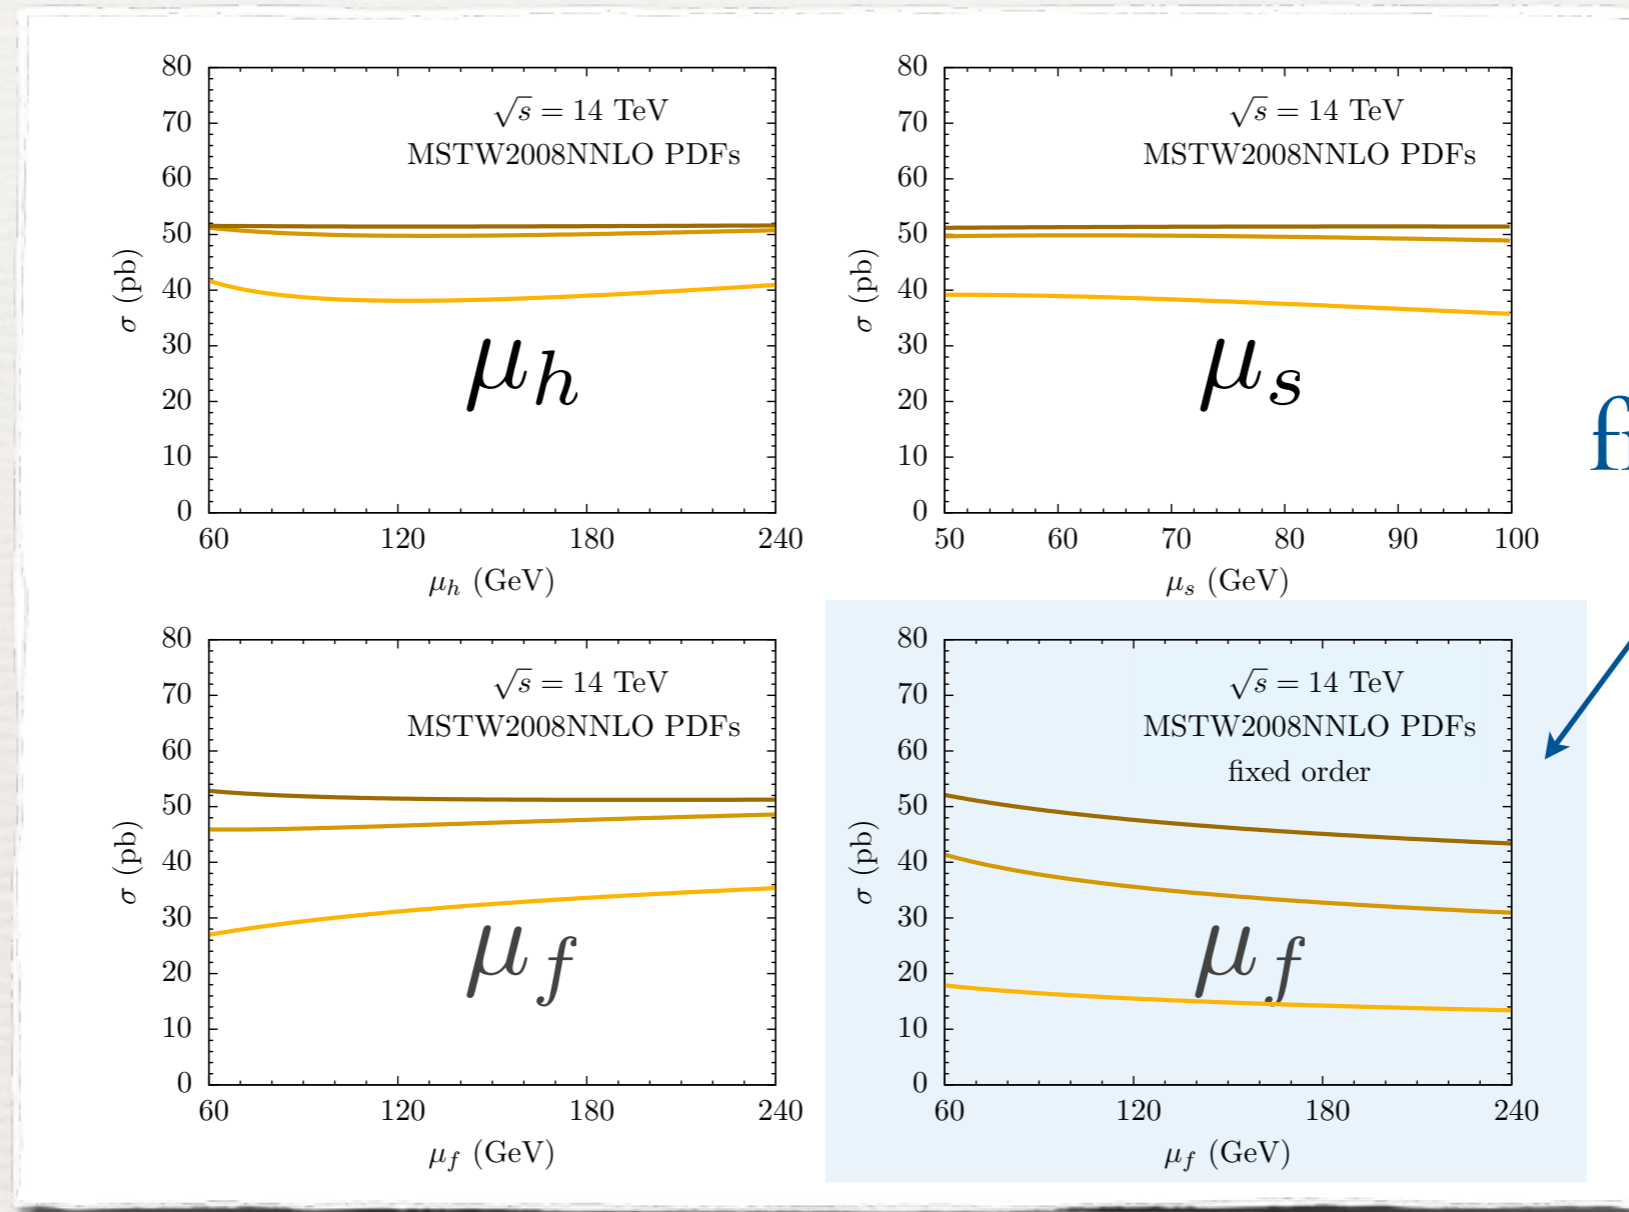 80
70
60
50
40
30
20
10
0
σ (pb)
√s = 14 TeV
MSTW2008NNLO PDFs
μh
60 120 180 240
μh (GeV)
80
70
60
50
40
30
20
10
0
σ (pb)
√s = 14 TeV
MSTW2008NNLO PDFs
μs
50 60 70 80 90 100
μs (GeV)
80
70
60
50
40
30
20
10
0
σ (pb)
√s = 14 TeV
MSTW2008NNLO PDFs
μf
60 120 180 240
μf (GeV)
80
70
60
50
40
30
20
10
0
σ (pb)
√s = 14 TeV
MSTW2008NNLO PDFs
fixed order
μf
60 120 180 240
μf (GeV)